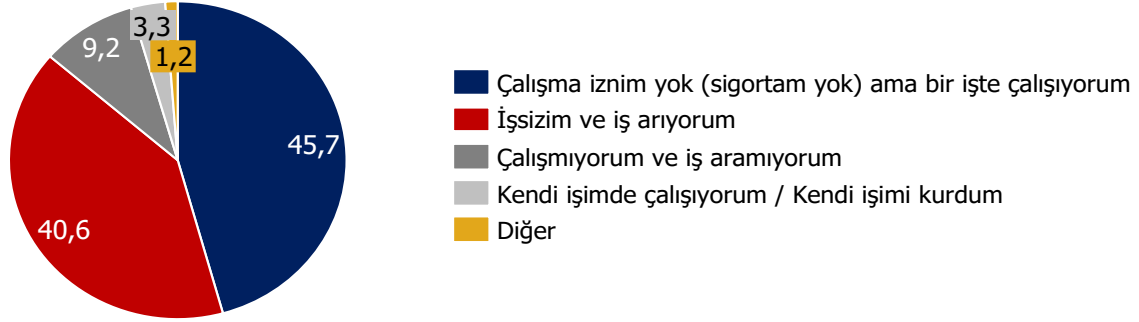 3,3
9,2
1,2
45,7
40,6
Çalışma iznim yok (sigortam yok) ama bir işte çalışıyorum
İşsizim ve iş arıyorum
Çalışmıyorum ve iş aramıyorum
Kendi işimde çalışıyorum / Kendi işimi kurdum
Diğer